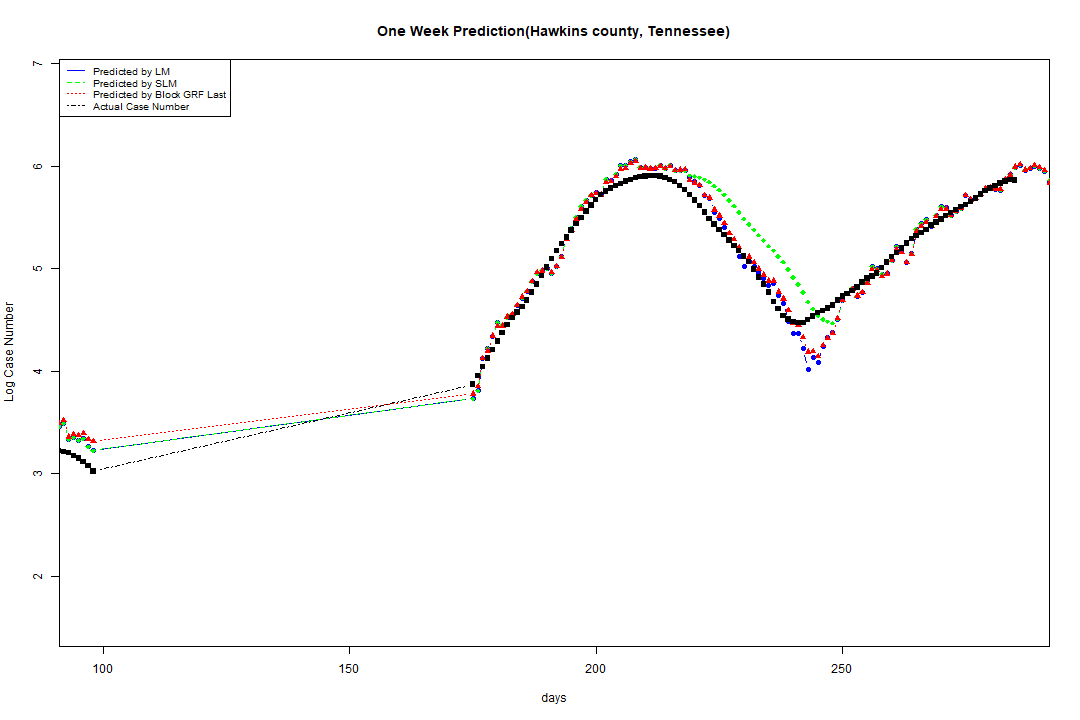 One Week Prediction(Hawkins county, Tennessee)
Predicted by LM
Predicted by SLM
Predicted by Block GRF Last
Actual Case Number
7
6
5
4
3
2
Log Case Number
100 150 200 250
days